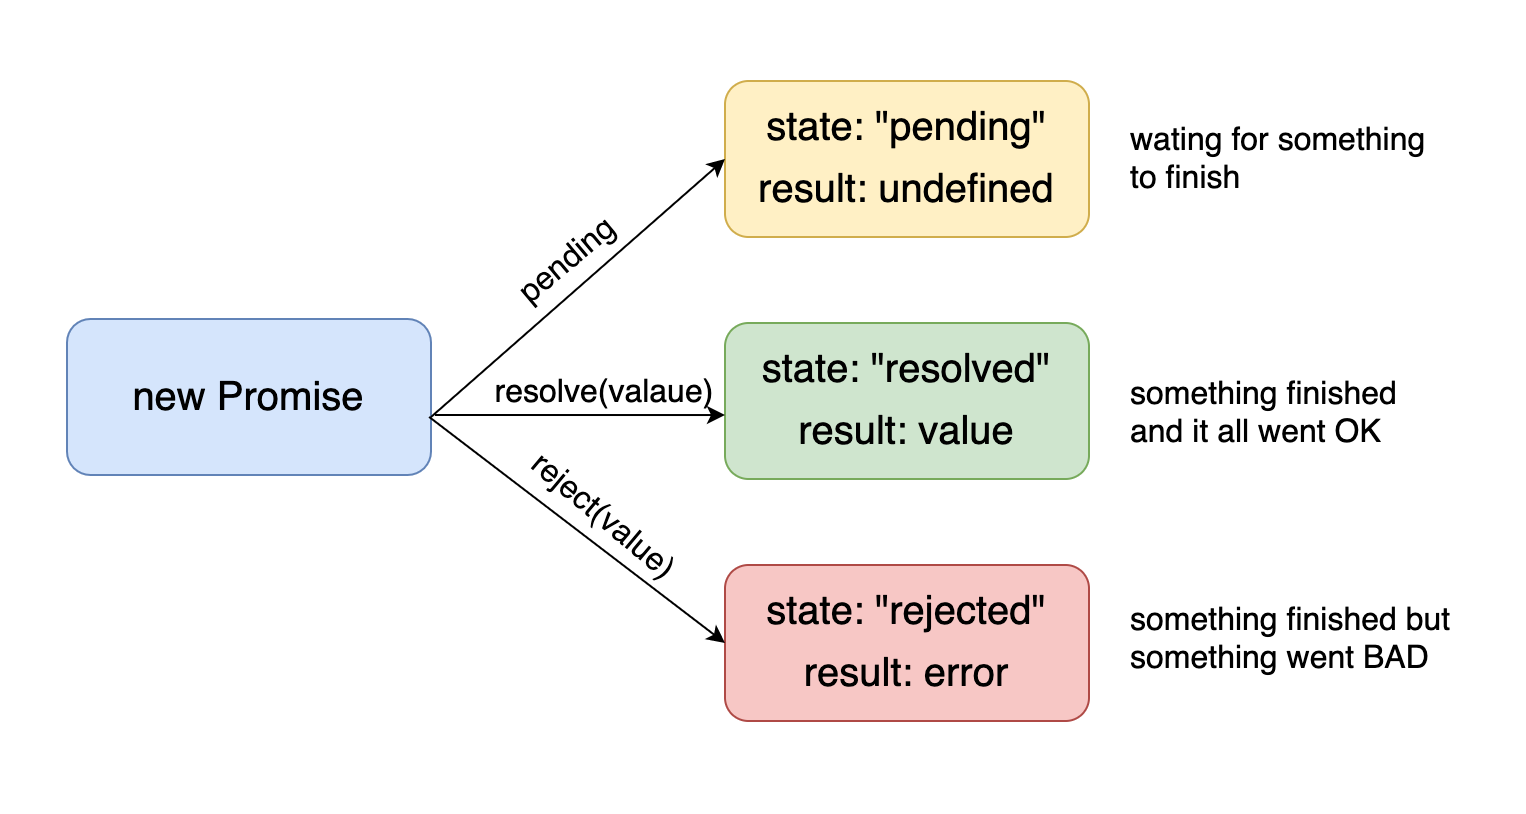 state: "pending"
result: undefined
wating for something
to finish
pending
new Promise
resolve(valaue)
state: "resolved"
result: value
something finished
and it all went OK
reject(value)
state: "rejected"
result: error
something finished but
something went BAD